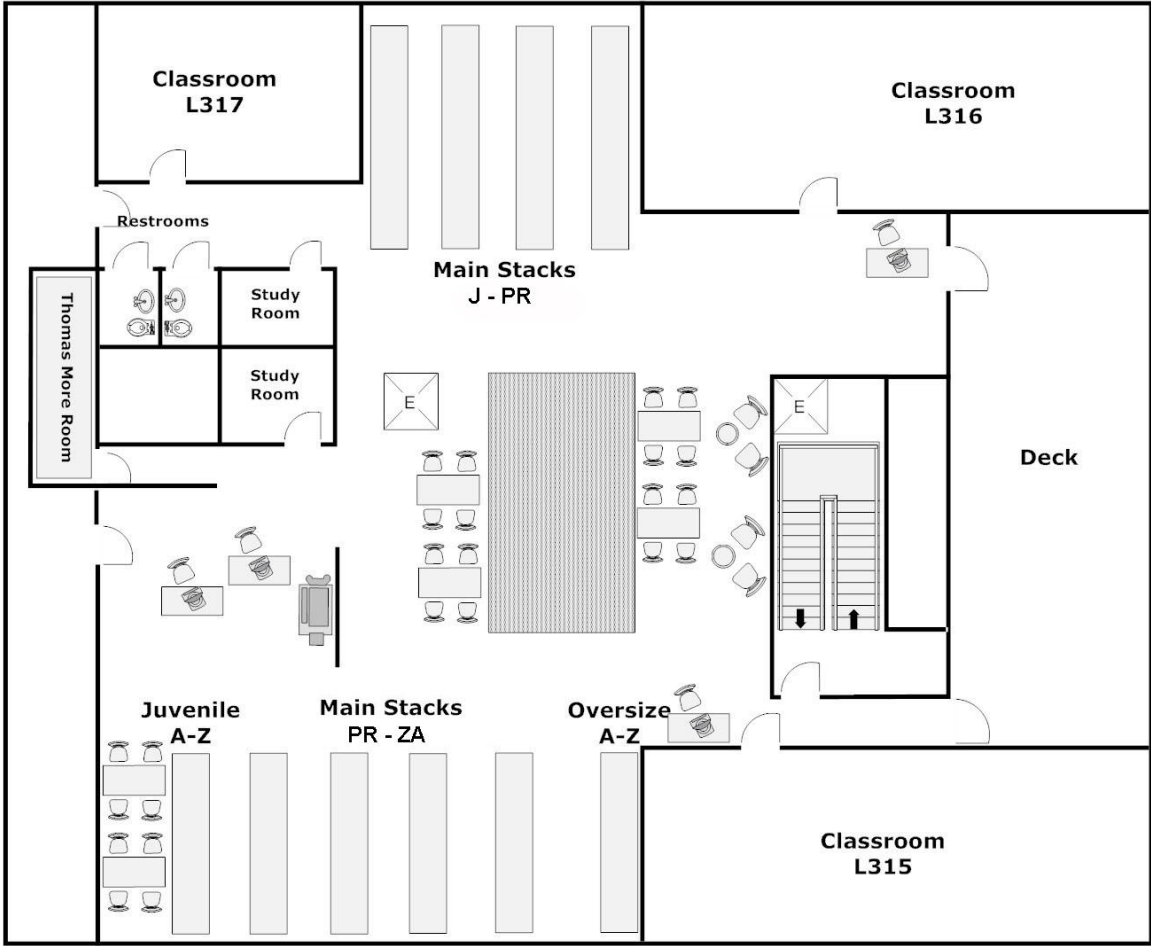 Classroom
L317
Classroom
L316
Restrooms
Main Stacks
J - PR
Thomas More Room
Study
Room
Study
Room
E
E
Deck
Juvenile
A-Z
Main Stacks
PR - ZA
Oversize
A-Z
Classroom
L315